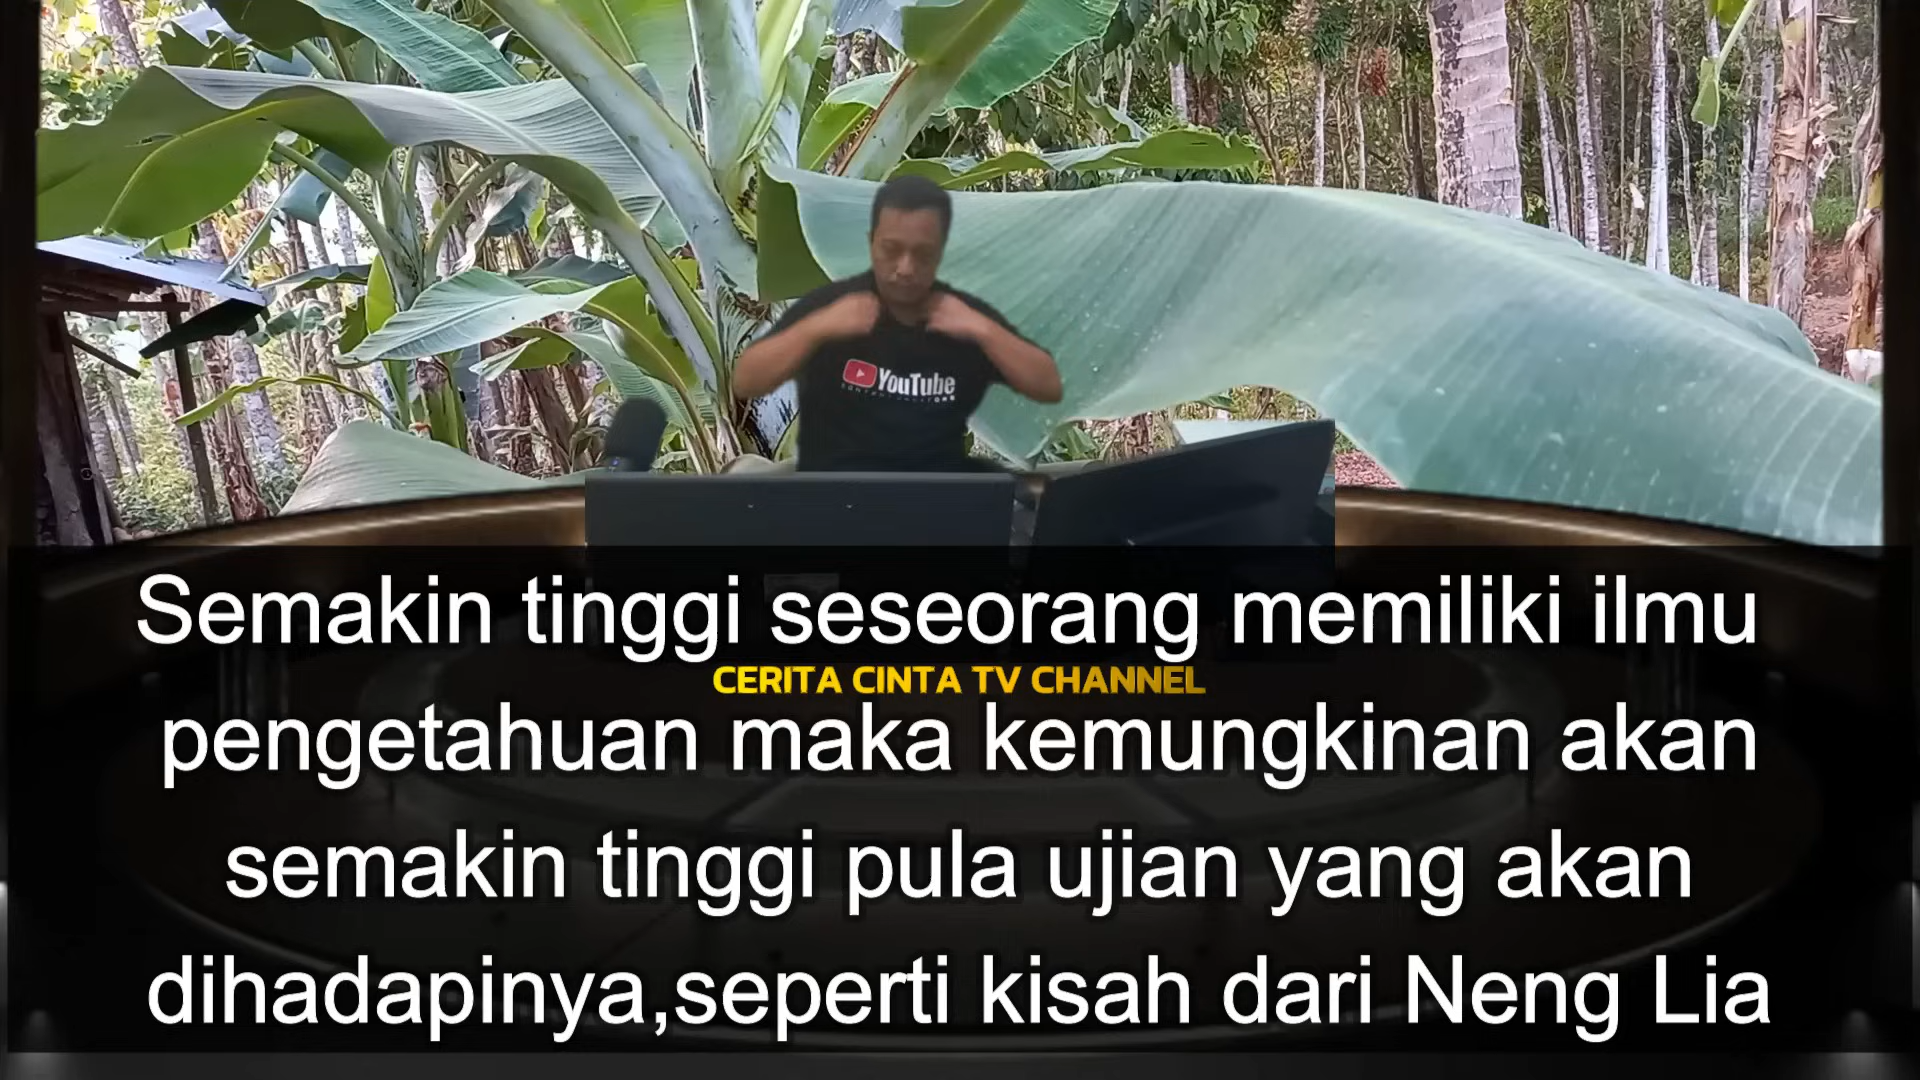 YouTube
Semakin tinggi seseorang memiliki ilmu
CERITA CINTA TV CHANNEL
pengetahuan maka kemungkinan akan
semakin tinggi pula ujian yang akan
dihadapinya,seperti kisah dari Neng Lia